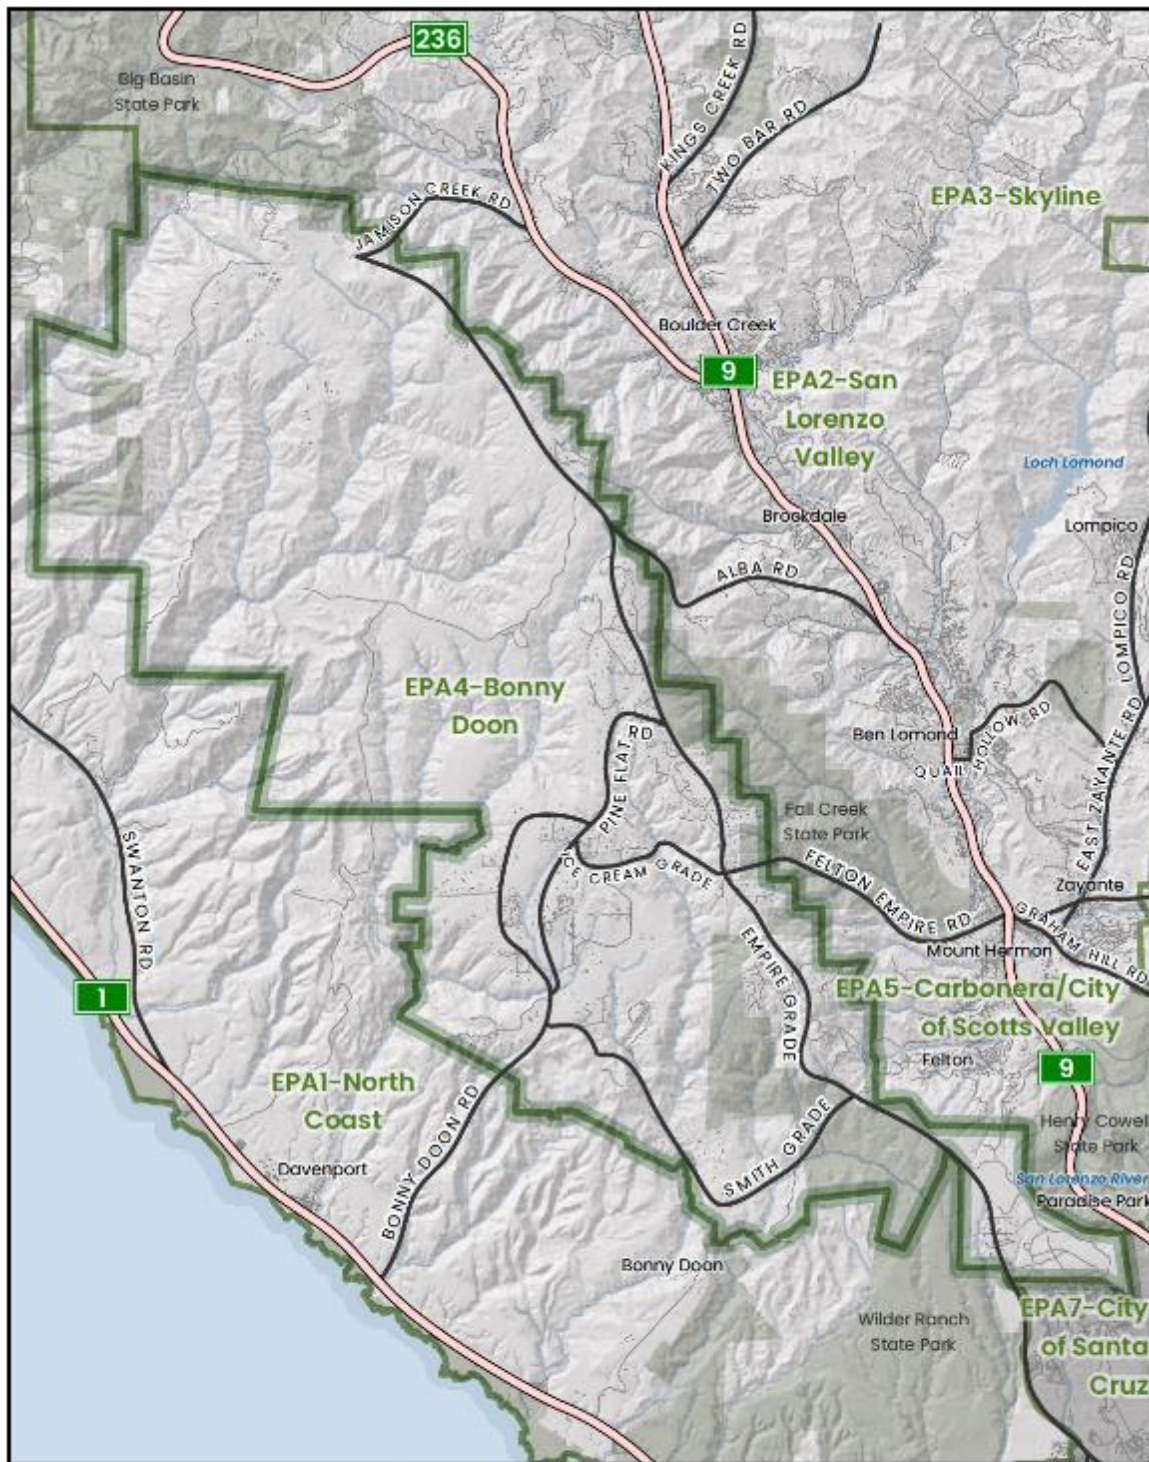 236
Big Basin
State Park
KINGS CREEK RD
TWO BAR RD
EPA3-Skyline
JAMISON CREEK RD
Boulder Creek
9
EPA2-San
Lorenzo
Valley
Loch Lomond
Brookdale
Lompico
ALBA RD
LOMPICO RD
EPA4-Bonny
Doon
PINE FLAT RD
Ben Lomond
QUAIL HOLLOW RD
EAST ZAYANTE RD
Fall Creek
State Park
SWANTON RD
ICE CREAM GRADE
FELTON EMPIRE RD
Zayante
GRAHAM HILL RD
Mount Hermon
EMPIRE GRADE
1
EPA5-Carbonera/City
of Scotts Valley
Felton
9
EPA1-North
Coast
BONNY DOON RD
SMITH GRADE
Henry Cowell
State Park
Davenport
San Lorenzo River
Paradise Park
Bonny Doon
Wilder Ranch
State Park
EPA7-City
of Santa
Cruz